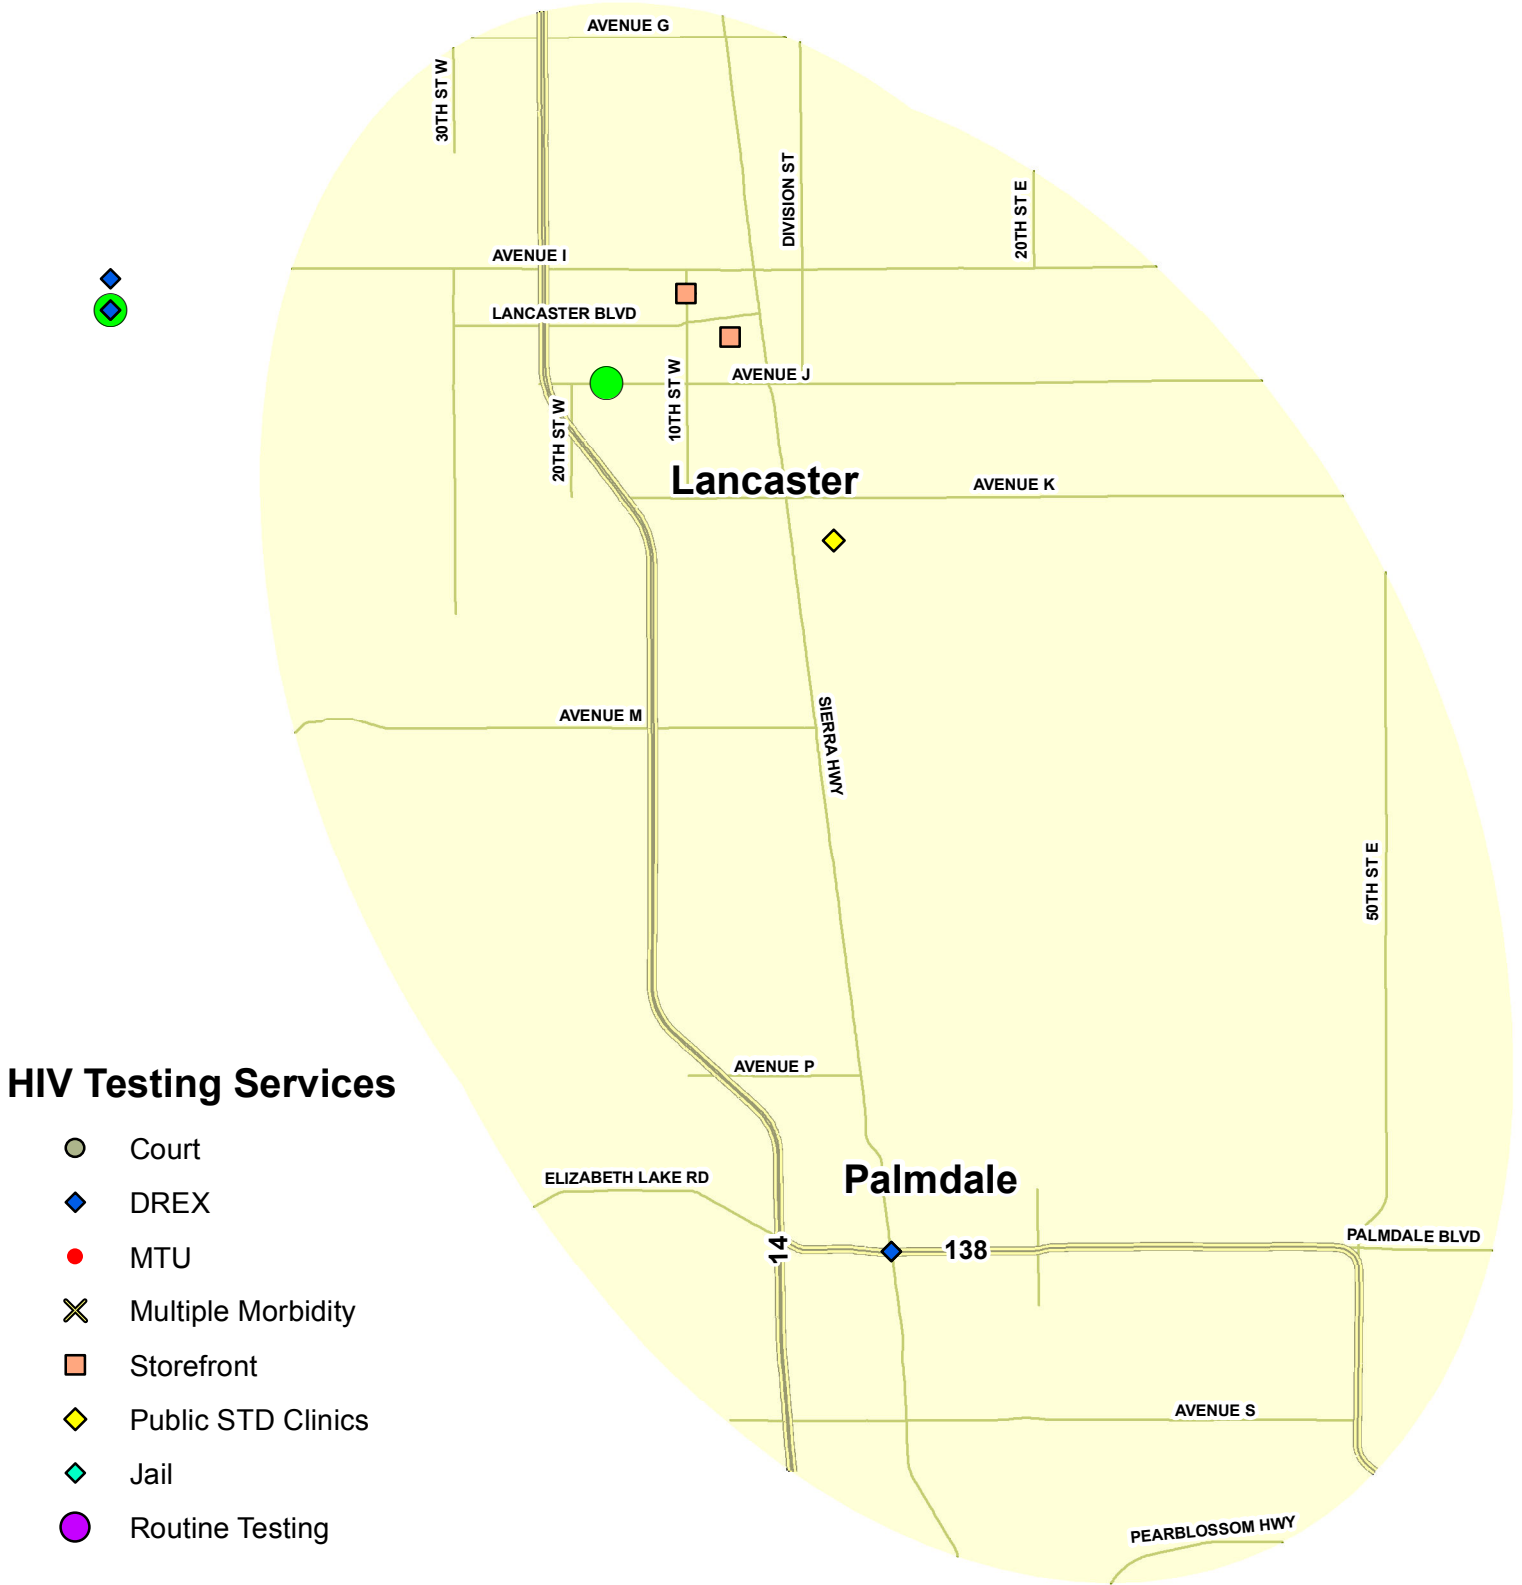 AVENUE G
30TH ST W
DIVISION ST
20TH ST E
AVENUE I
LANCASTER BLVD
AVENUE J
10TH ST W
20TH ST W
Lancaster
AVENUE K
AVENUE M
SIERRA HWY
50TH ST E
AVENUE P
HIV Testing Services
Court
DREX
MTU
Multiple Morbidity
Storefront
Public STD Clinics
Jail
Routine Testing
ELIZABETH LAKE RD
Palmdale
14
138
PALMDALE BLVD
AVENUE S
PEARBLOSSOM HWY